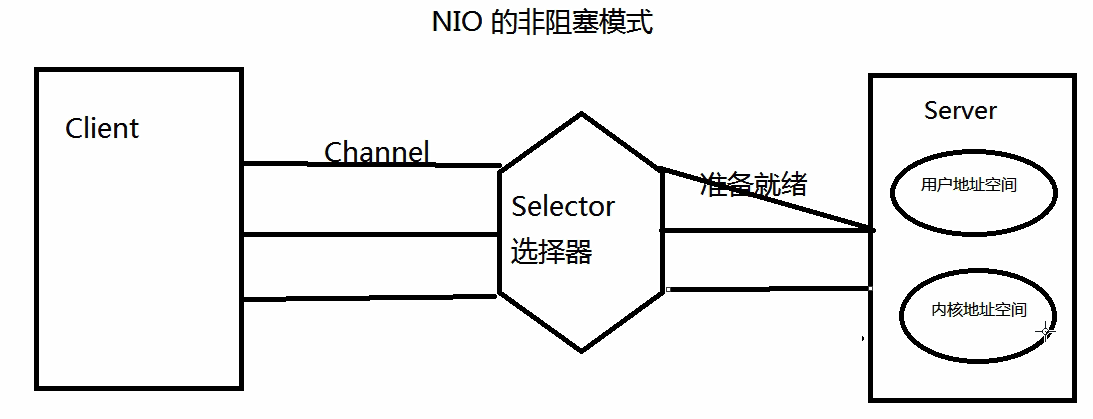 NIO 的非阻塞模式
Client
Channel
Selector
选择器
准备就绪
Server
用户地址空间
内核地址空间